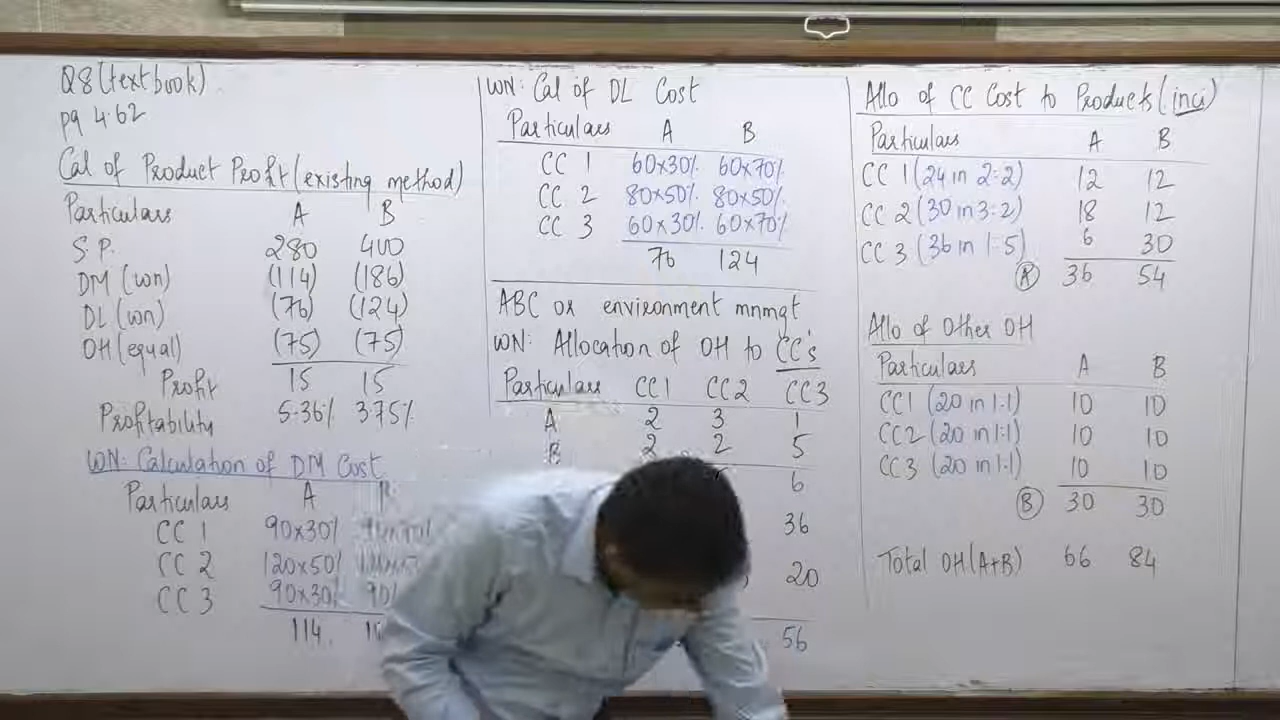 Q8 (textbook)
pg 4.62
Cal of Product Profit (existing method)
Particulars A B
S.P. 280 400
DM (wn) (114) (186)
DL (wn) (76) (124)
OH (equal) (75) (75)
Profit 15 15
Profitability 5.36% 3.75%
WN: Calculation of DM Cost
Particulars A B
CC 1 90x30%
CC 2 120x50%
CC 3 90x30% 90
114
WN: Cal of DL Cost
Particulars A B
CC 1 60x30% 60x70%
CC 2 80x50% 80x50%
CC 3 60x30% 60x70%
76 124
ABC or environment mnmgt
WN: Allocation of OH to CC's
Particulars CC1 CC2 CC3
A 2 3 1
B 2 2 5
6
36
20
56
Allo of CC Cost to Products (inci)
Particulars A B
CC 1 (24 in 2:2) 12 12
CC 2 (30 in 3:2) 18 12
CC 3 (36 in 1:5) 6 30
(A) 36 54
Allo of Other OH
Particulars A B
CC1 (20 in 1:1) 10 10
CC2 (20 in 1:1) 10 10
CC3 (20 in 1:1) 10 10
(B) 30 30
Total OH (A+B) 66 84